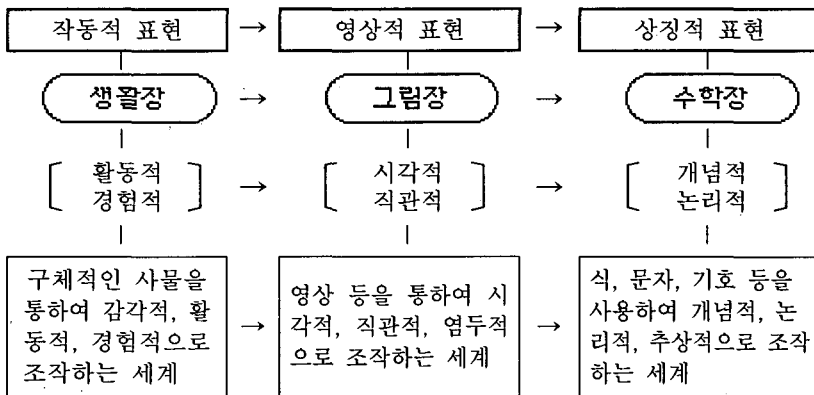 작동적 표현 → 영상적 표현 → 상징적 표현
생활장 → 그림장 → 수학장
활동적 시각적 개념적
→ →
경험적 직관적 논리적
구체적인 사물을
통하여 감각적, 활
동적, 경험적으로
조작하는 세계
→
영상 등을 통하여 시
각적, 직관적, 염두적
으로 조작하는 세계
→
식, 문자, 기호 등을
사용하여 개념적, 논
리적, 추상적으로 조작
하는 세계